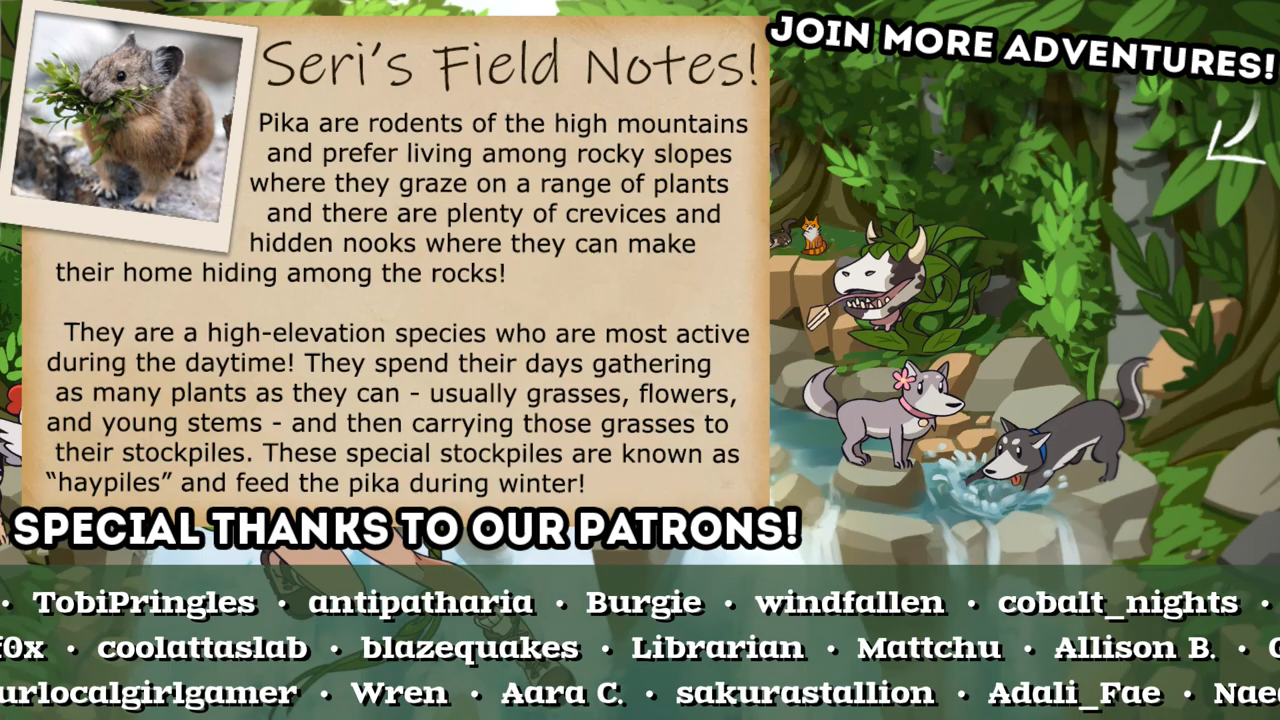 Seri's Field Notes!
JOIN MORE ADVENTURES!
Pika are rodents of the high mountains
and prefer living among rocky slopes
where they graze on a range of plants
and there are plenty of crevices and
hidden nooks where they can make
their home hiding among the rocks!
They are a high-elevation species who are most active
during the daytime! They spend their days gathering
as many plants as they can - usually grasses, flowers,
and young stems - and then carrying those grasses to
their stockpiles. These special stockpiles are known as
“haypiles” and feed the pika during winter!
SPECIAL THANKS TO OUR PATRONS!
· TobiPringles · antipatharia · Burgie · windfallen · cobalt_nights ·
f0x · coolattaslab · blazequakes · Librarian · Mattchu · Allison B. ·
urlocalgirlgamer · Wren · Aara C. · sakurastallion · Adali_Fae ·